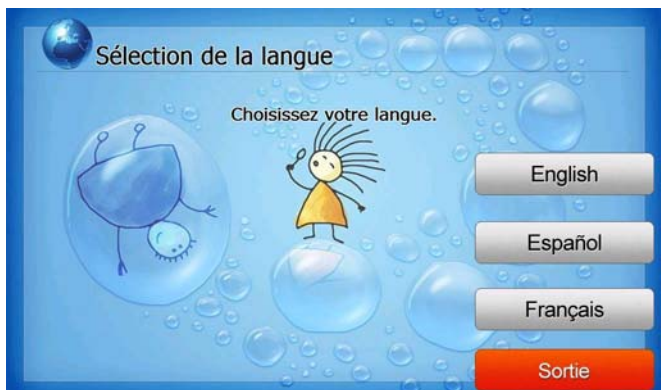 Sélection de la langue
Choisissez votre langue.
English
Español
Français
Sortie